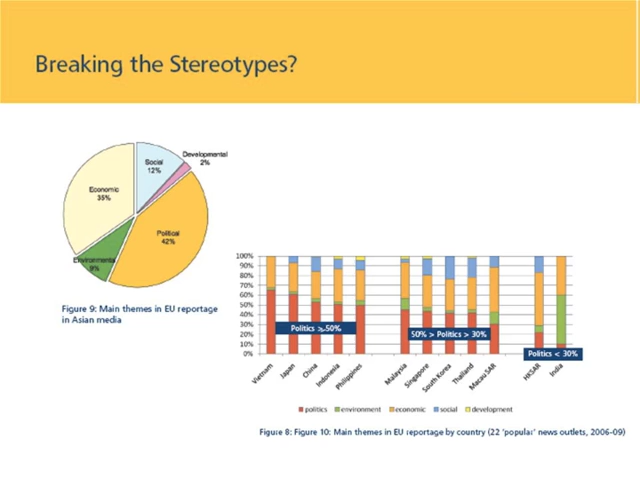 Breaking the Stereotypes?
Social
12%
Developmental
2%
Economic
35%
Political
42%
Environmental
9%
Figure 9: Main themes in EU reportage
in Asian media
100%
90%
80%
70%
60%
50%
40%
30%
20%
10%
0%
Politics ≥50%
50% > Politics > 30%
Politics < 30%
Vietnam
Japan
China
Indonesia
Philippines
Malaysia
Singapore
South Korea
Thailand
Macau SAR
HKSAR
India
politics
environment
economic
social
development
Figure 8: Figure 10: Main themes in EU reportage by country (22 'popular' news outlets, 2006-09)